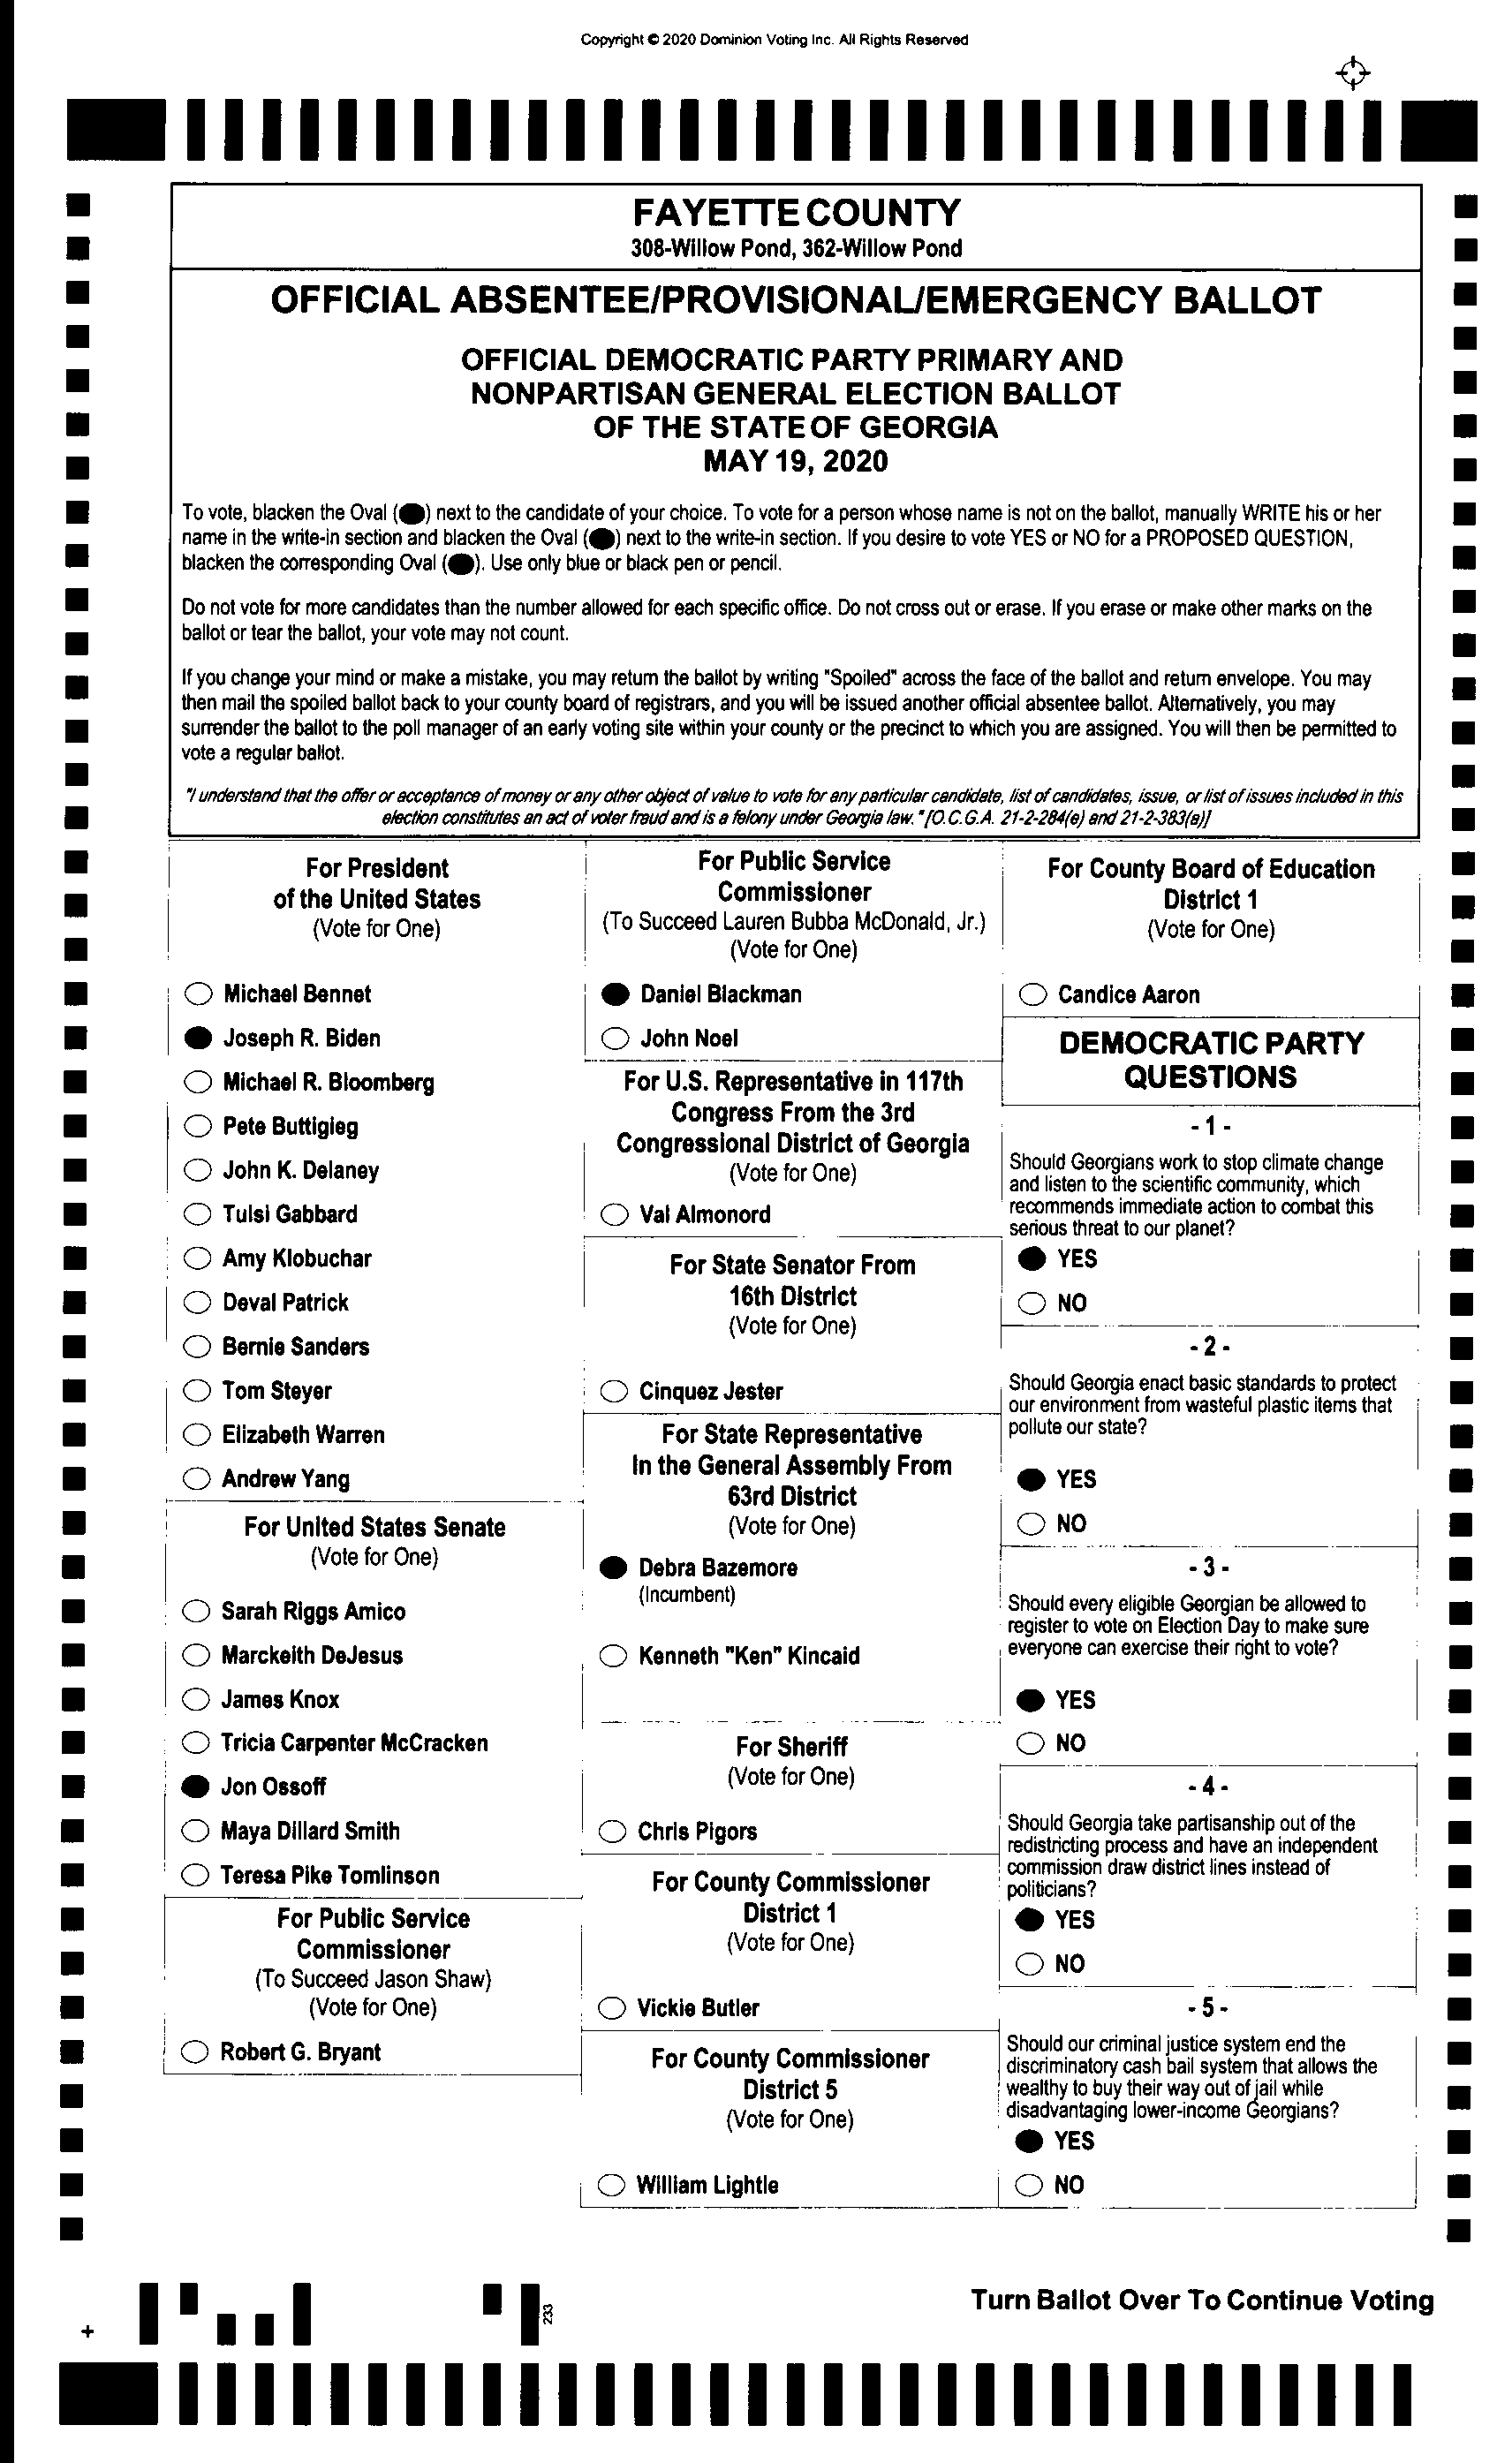 Copyright © 2020 Dominion Voting Inc. All Rights Reserved
FAYETTE COUNTY
308-Willow Pond, 362-Willow Pond
OFFICIAL ABSENTEE/PROVISIONAL/EMERGENCY BALLOT
OFFICIAL DEMOCRATIC PARTY PRIMARY AND
NONPARTISAN GENERAL ELECTION BALLOT
OF THE STATE OF GEORGIA
MAY 19, 2020
To vote, blacken the Oval ( ) next to the candidate of your choice. To vote for a person whose name is not on the ballot, manually WRITE his or her
name in the write-in section and blacken the Oval ( ) next to the write-in section. If you desire to vote YES or NO for a PROPOSED QUESTION,
blacken the corresponding Oval ( ). Use only blue or black pen or pencil.
Do not vote for more candidates than the number allowed for each specific office. Do not cross out or erase. If you erase or make other marks on the
ballot or tear the ballot, your vote may not count.
If you change your mind or make a mistake, you may return the ballot by writing "Spoiled" across the face of the ballot and return envelope. You may
then mail the spoiled ballot back to your county board of registrars, and you will be issued another official absentee ballot. Alternatively, you may
surrender the ballot to the poll manager of an early voting site within your county or the precinct to which you are assigned. You will then be permitted to
vote a regular ballot.
"I understand that the offer or acceptance of money or any other object of value to vote for any particular candidate, list of candidates, issue, or list of issues included in this
election constitutes an act of voter fraud and is a felony under Georgia law." [O.C.G.A. 21-2-284(e) and 21-2-383(a)]
For President
of the United States
(Vote for One)
Michael Bennet
Joseph R. Biden
Michael R. Bloomberg
Pete Buttigieg
John K. Delaney
Tulsi Gabbard
Amy Klobuchar
Deval Patrick
Bernie Sanders
Tom Steyer
Elizabeth Warren
Andrew Yang
For United States Senate
(Vote for One)
Sarah Riggs Amico
Marckeith DeJesus
James Knox
Tricia Carpenter McCracken
Jon Ossoff
Maya Dillard Smith
Teresa Pike Tomlinson
For Public Service
Commissioner
(To Succeed Jason Shaw)
(Vote for One)
Robert G. Bryant
For Public Service
Commissioner
(To Succeed Lauren Bubba McDonald, Jr.)
(Vote for One)
Daniel Blackman
John Noel
For U.S. Representative in 117th
Congress From the 3rd
Congressional District of Georgia
(Vote for One)
Val Almonord
For State Senator From
16th District
(Vote for One)
Cinquez Jester
For State Representative
In the General Assembly From
63rd District
(Vote for One)
Debra Bazemore
(Incumbent)
Kenneth "Ken" Kincaid
For Sheriff
(Vote for One)
Chris Pigors
For County Commissioner
District 1
(Vote for One)
Vickie Butler
For County Commissioner
District 5
(Vote for One)
William Lightle
For County Board of Education
District 1
(Vote for One)
Candice Aaron
DEMOCRATIC PARTY
QUESTIONS
- 1 -
Should Georgians work to stop climate change
and listen to the scientific community, which
recommends immediate action to combat this
serious threat to our planet?
YES
NO
- 2 -
Should Georgia enact basic standards to protect
our environment from wasteful plastic items that
pollute our state?
YES
NO
- 3 -
Should every eligible Georgian be allowed to
register to vote on Election Day to make sure
everyone can exercise their right to vote?
YES
NO
- 4 -
Should Georgia take partisanship out of the
redistricting process and have an independent
commission draw district lines instead of
politicians?
YES
NO
- 5 -
Should our criminal justice system end the
discriminatory cash bail system that allows the
wealthy to buy their way out of jail while
disadvantaging lower-income Georgians?
YES
NO
233
Turn Ballot Over To Continue Voting